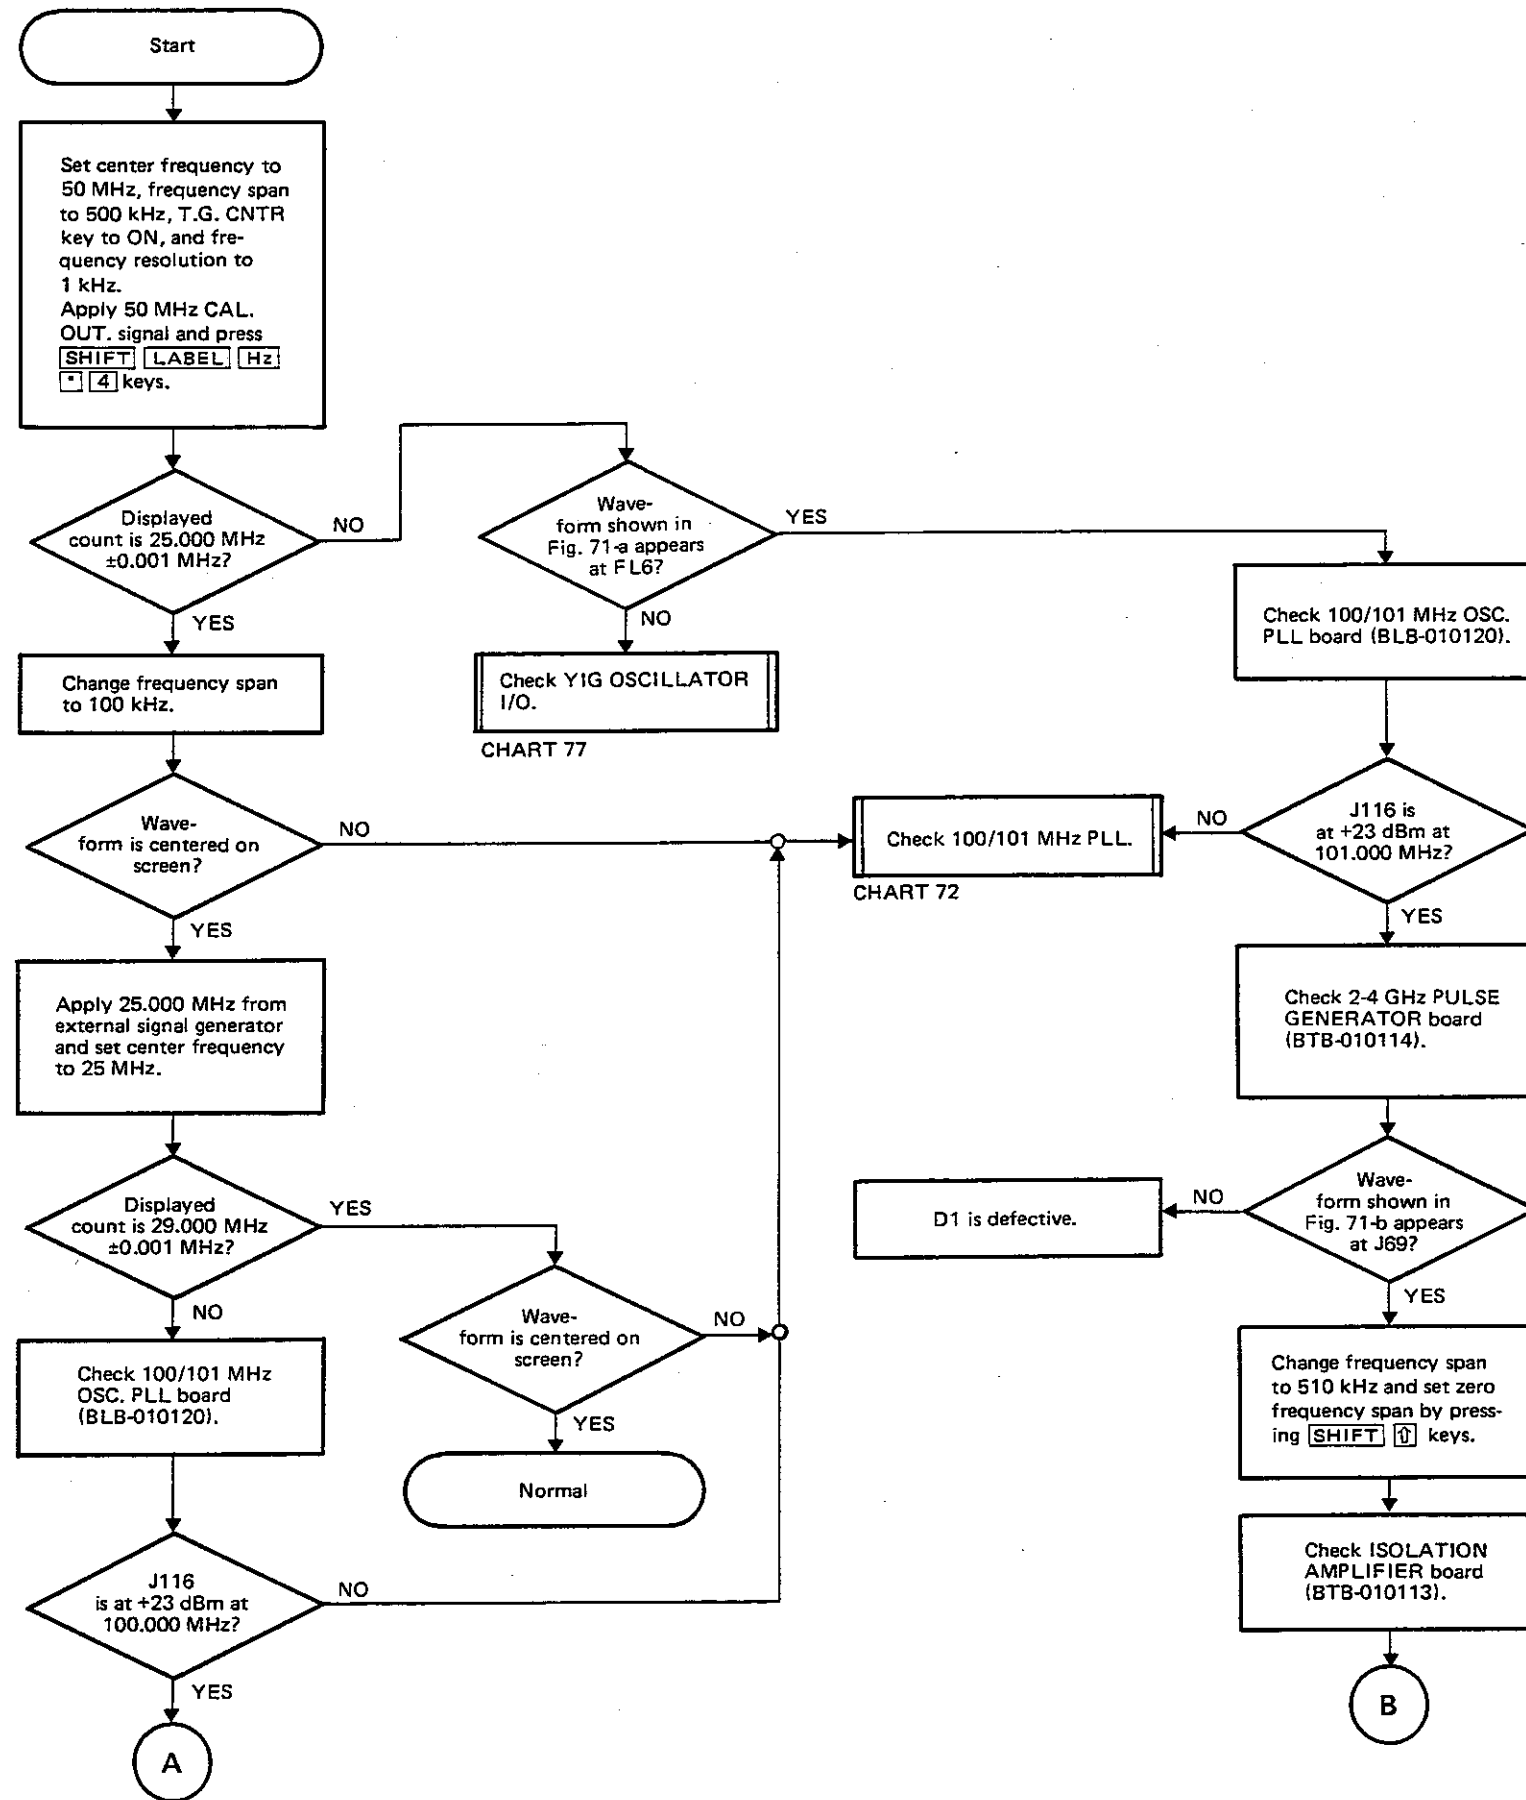 Start
Set center frequency to
50 MHz, frequency span
to 500 kHz, T.G. CNTR
key to ON, and fre-
quency resolution to
1 kHz.
Apply 50 MHz CAL.
OUT. signal and press
SHIFT LABEL Hz
· 4 keys.
Displayed
count is 25.000 MHz
±0.001 MHz?
NO
YES
Wave-
form shown in
Fig. 71-a appears
at FL6?
YES
NO
Check YIG OSCILLATOR
I/O.
CHART 77
Change frequency span
to 100 kHz.
Wave-
form is centered on
screen?
NO
YES
Check 100/101 MHz PLL.
CHART 72
Apply 25.000 MHz from
external signal generator
and set center frequency
to 25 MHz.
Displayed
count is 29.000 MHz
±0.001 MHz?
YES
NO
Wave-
form is centered on
screen?
NO
YES
Normal
Check 100/101 MHz
OSC. PLL board
(BLB-010120).
J116
is at +23 dBm at
100.000 MHz?
NO
YES
A
Check 100/101 MHz OSC.
PLL board (BLB-010120).
J116 is
at +23 dBm at
101.000 MHz?
NO
YES
Check 2-4 GHz PULSE
GENERATOR board
(BTB-010114).
Wave-
form shown in
Fig. 71-b appears
at J69?
NO
YES
D1 is defective.
Change frequency span
to 510 kHz and set zero
frequency span by press-
ing SHIFT ⇧ keys.
Check ISOLATION
AMPLIFIER board
(BTB-010113).
B